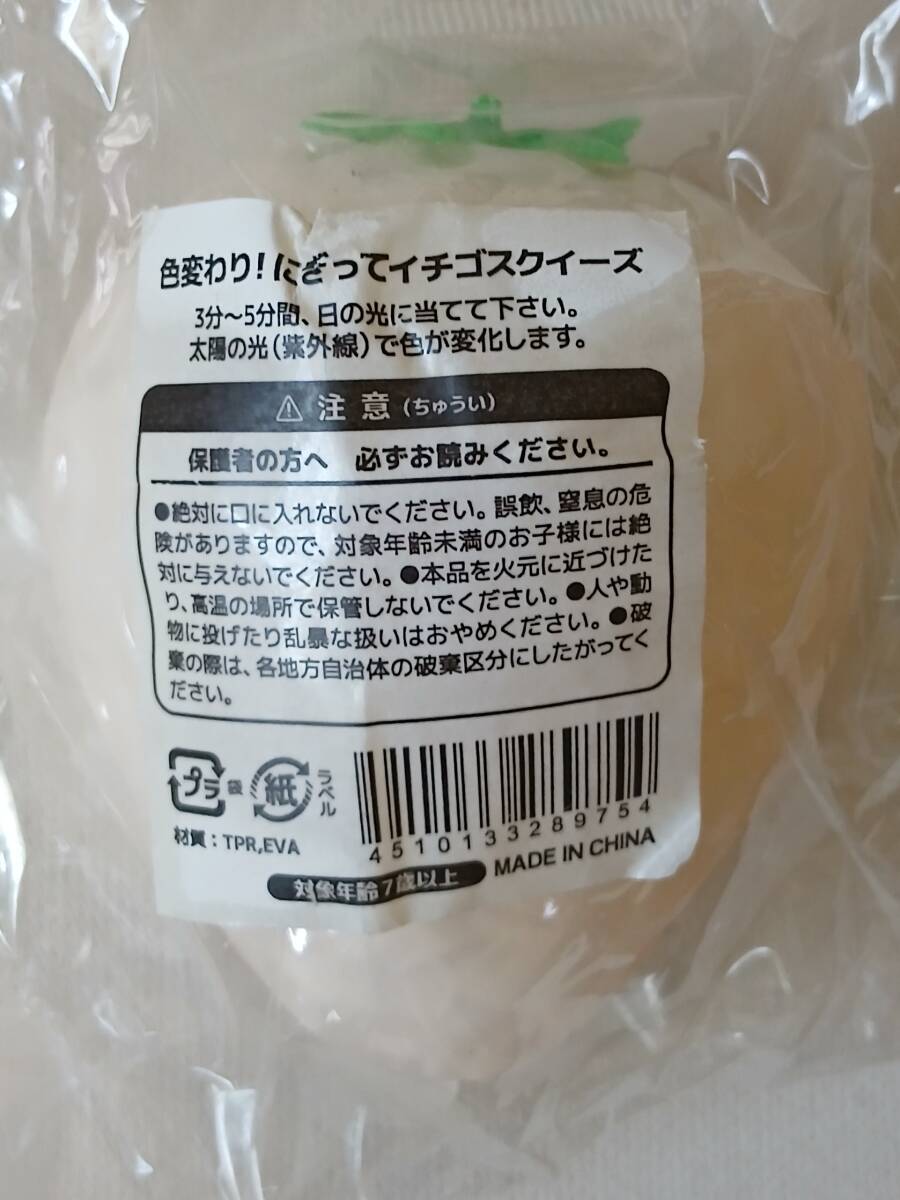 色変わり！にぎってイチゴスクイーズ
3分～5分間、日の光に当てて下さい。
太陽の光（紫外線）で色が変化します。
注意（ちゅうい）
保護者の方へ 必ずお読みください。
●絶対に口に入れないでください。誤飲、窒息の危
険がありますので、対象年齢未満のお子様には絶
対に与えないでください。●本品を火元に近づけた
り、高温の場所で保管しないでください。●人や動
物に投げたり乱暴な扱いはおやめください。●破
棄の際は、各地方自治体の破棄区分にしたがってく
ださい。
プラ 袋 紙 ラベル
材質：TPR,EVA
4510133289754
MADE IN CHINA
対象年齢7歳以上